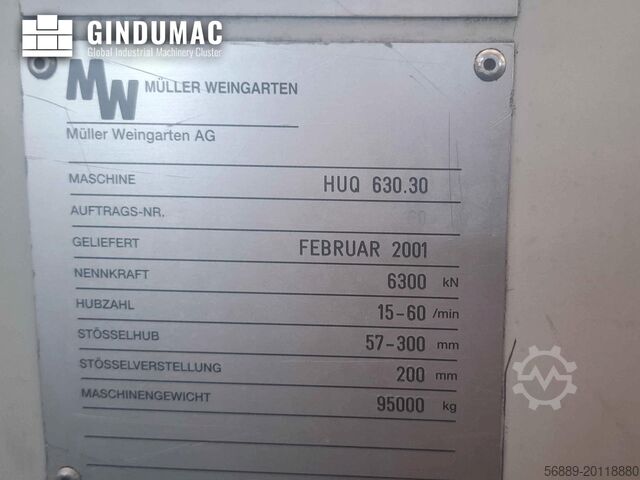 GINDUMAC
Global Industrial Machinery Cluster
MW MÜLLER WEINGARTEN
Müller Weingarten AG
MASCHINE HUQ 630.30
AUFTRAGS-NR.
GELIEFERT FEBRUAR 2001
NENNKRAFT 6300 kN
HUBZAHL 15-60 /min
STÖSSELHUB 57-300 mm
STÖSSELVERSTELLUNG 200 mm
MASCHINENGEWICHT 95000 kg
56889-20118880